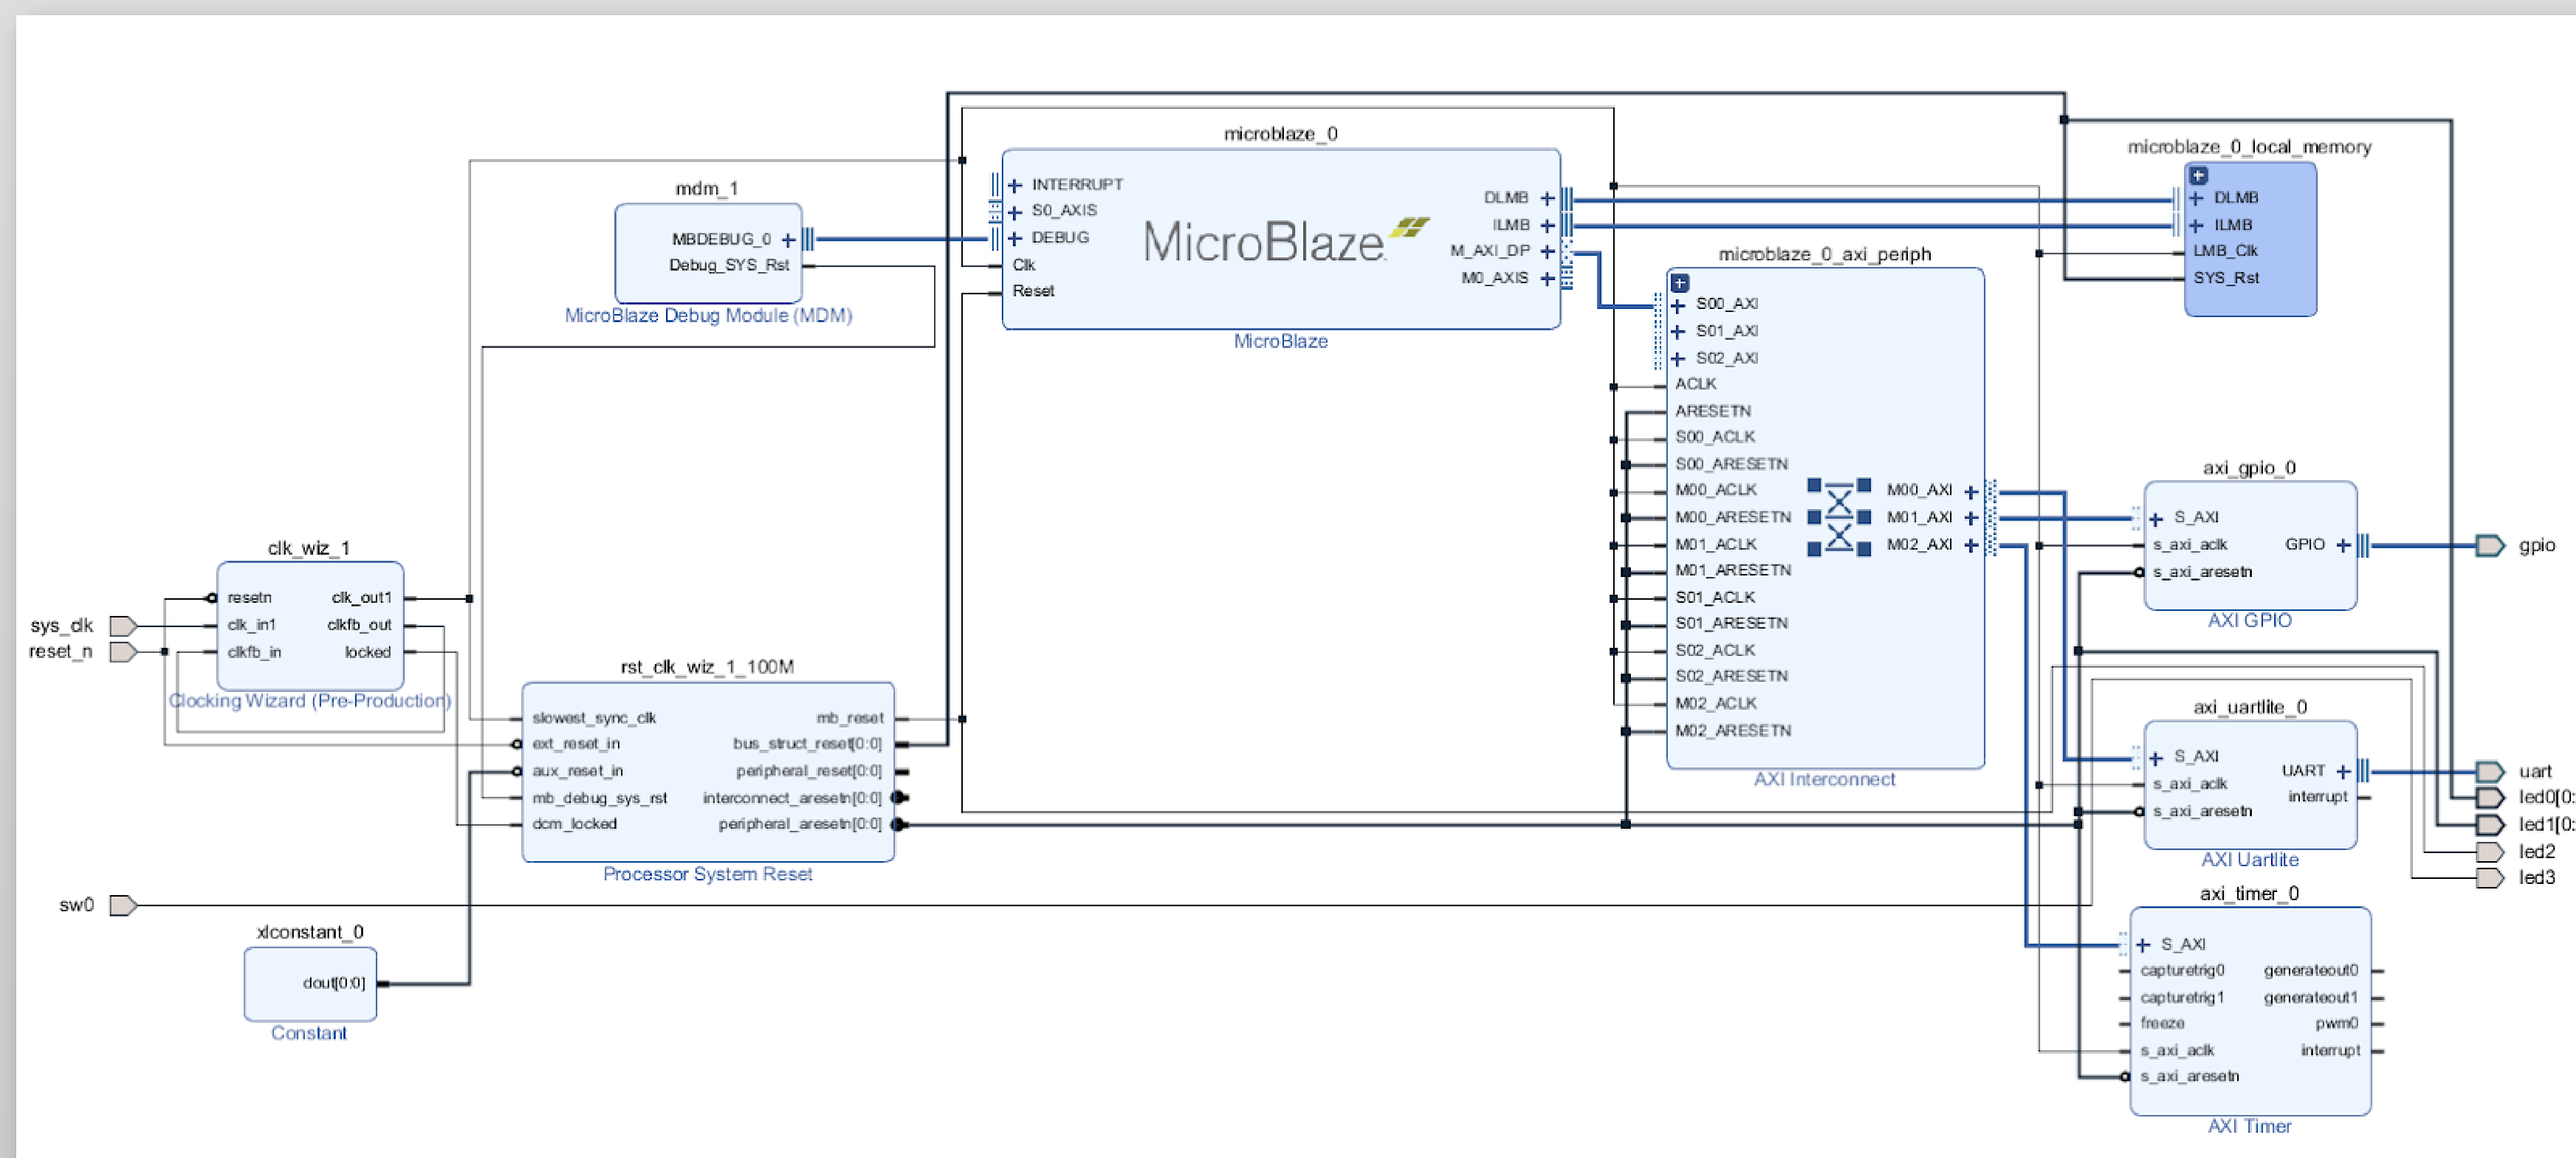 mdm_1
MBDEBUG_0
Debug_SYS_Rst
MicroBlaze Debug Module (MDM)
microblaze_0
INTERRUPT
S0_AXIS
DEBUG
Clk
Reset
MicroBlaze
DLMB
ILMB
M_AXI_DP
M0_AXIS
MicroBlaze
microblaze_0_local_memory
DLMB
ILMB
LMB_Clk
SYS_Rst
microblaze_0_axi_periph
S00_AXI
S01_AXI
S02_AXI
ACLK
ARESETN
S00_ACLK
S00_ARESETN
M00_ACLK
M00_ARESETN
M01_ACLK
M01_ARESETN
S01_ACLK
S01_ARESETN
S02_ACLK
S02_ARESETN
M02_ACLK
M02_ARESETN
M00_AXI
M01_AXI
M02_AXI
AXI Interconnect
axi_gpio_0
S_AXI
s_axi_aclk
s_axi_aresetn
GPIO
AXI GPIO
gpio
clk_wiz_1
resetn
clk_in1
clkfb_in
clk_out1
clkfb_out
locked
Clocking Wizard (Pre-Production)
sys_clk
reset_n
rst_clk_wiz_1_100M
slowest_sync_clk
ext_reset_in
aux_reset_in
mb_debug_sys_rst
dcm_locked
mb_reset
bus_struct_reset[0:0]
peripheral_reset[0:0]
interconnect_aresetn[0:0]
peripheral_aresetn[0:0]
Processor System Reset
axi_uartlite_0
S_AXI
s_axi_aclk
s_axi_aresetn
UART
interrupt
AXI Uartlite
uart
led0[0:
led1[0:
led2
led3
sw0
xlconstant_0
dout[0:0]
Constant
axi_timer_0
S_AXI
capturetrig0
capturetrig1
freeze
s_axi_aclk
s_axi_aresetn
generateout0
generateout1
pwm0
interrupt
AXI Timer